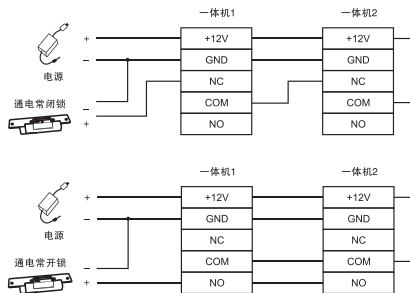 一体机1 一体机2
+ +12V +12V
− GND GND
电源 NC NC
通电常闭锁 − COM COM
+ NO NO
一体机1 一体机2
+ +12V +12V
− GND GND
电源 NC NC
通电常开锁 − COM COM
+ NO NO